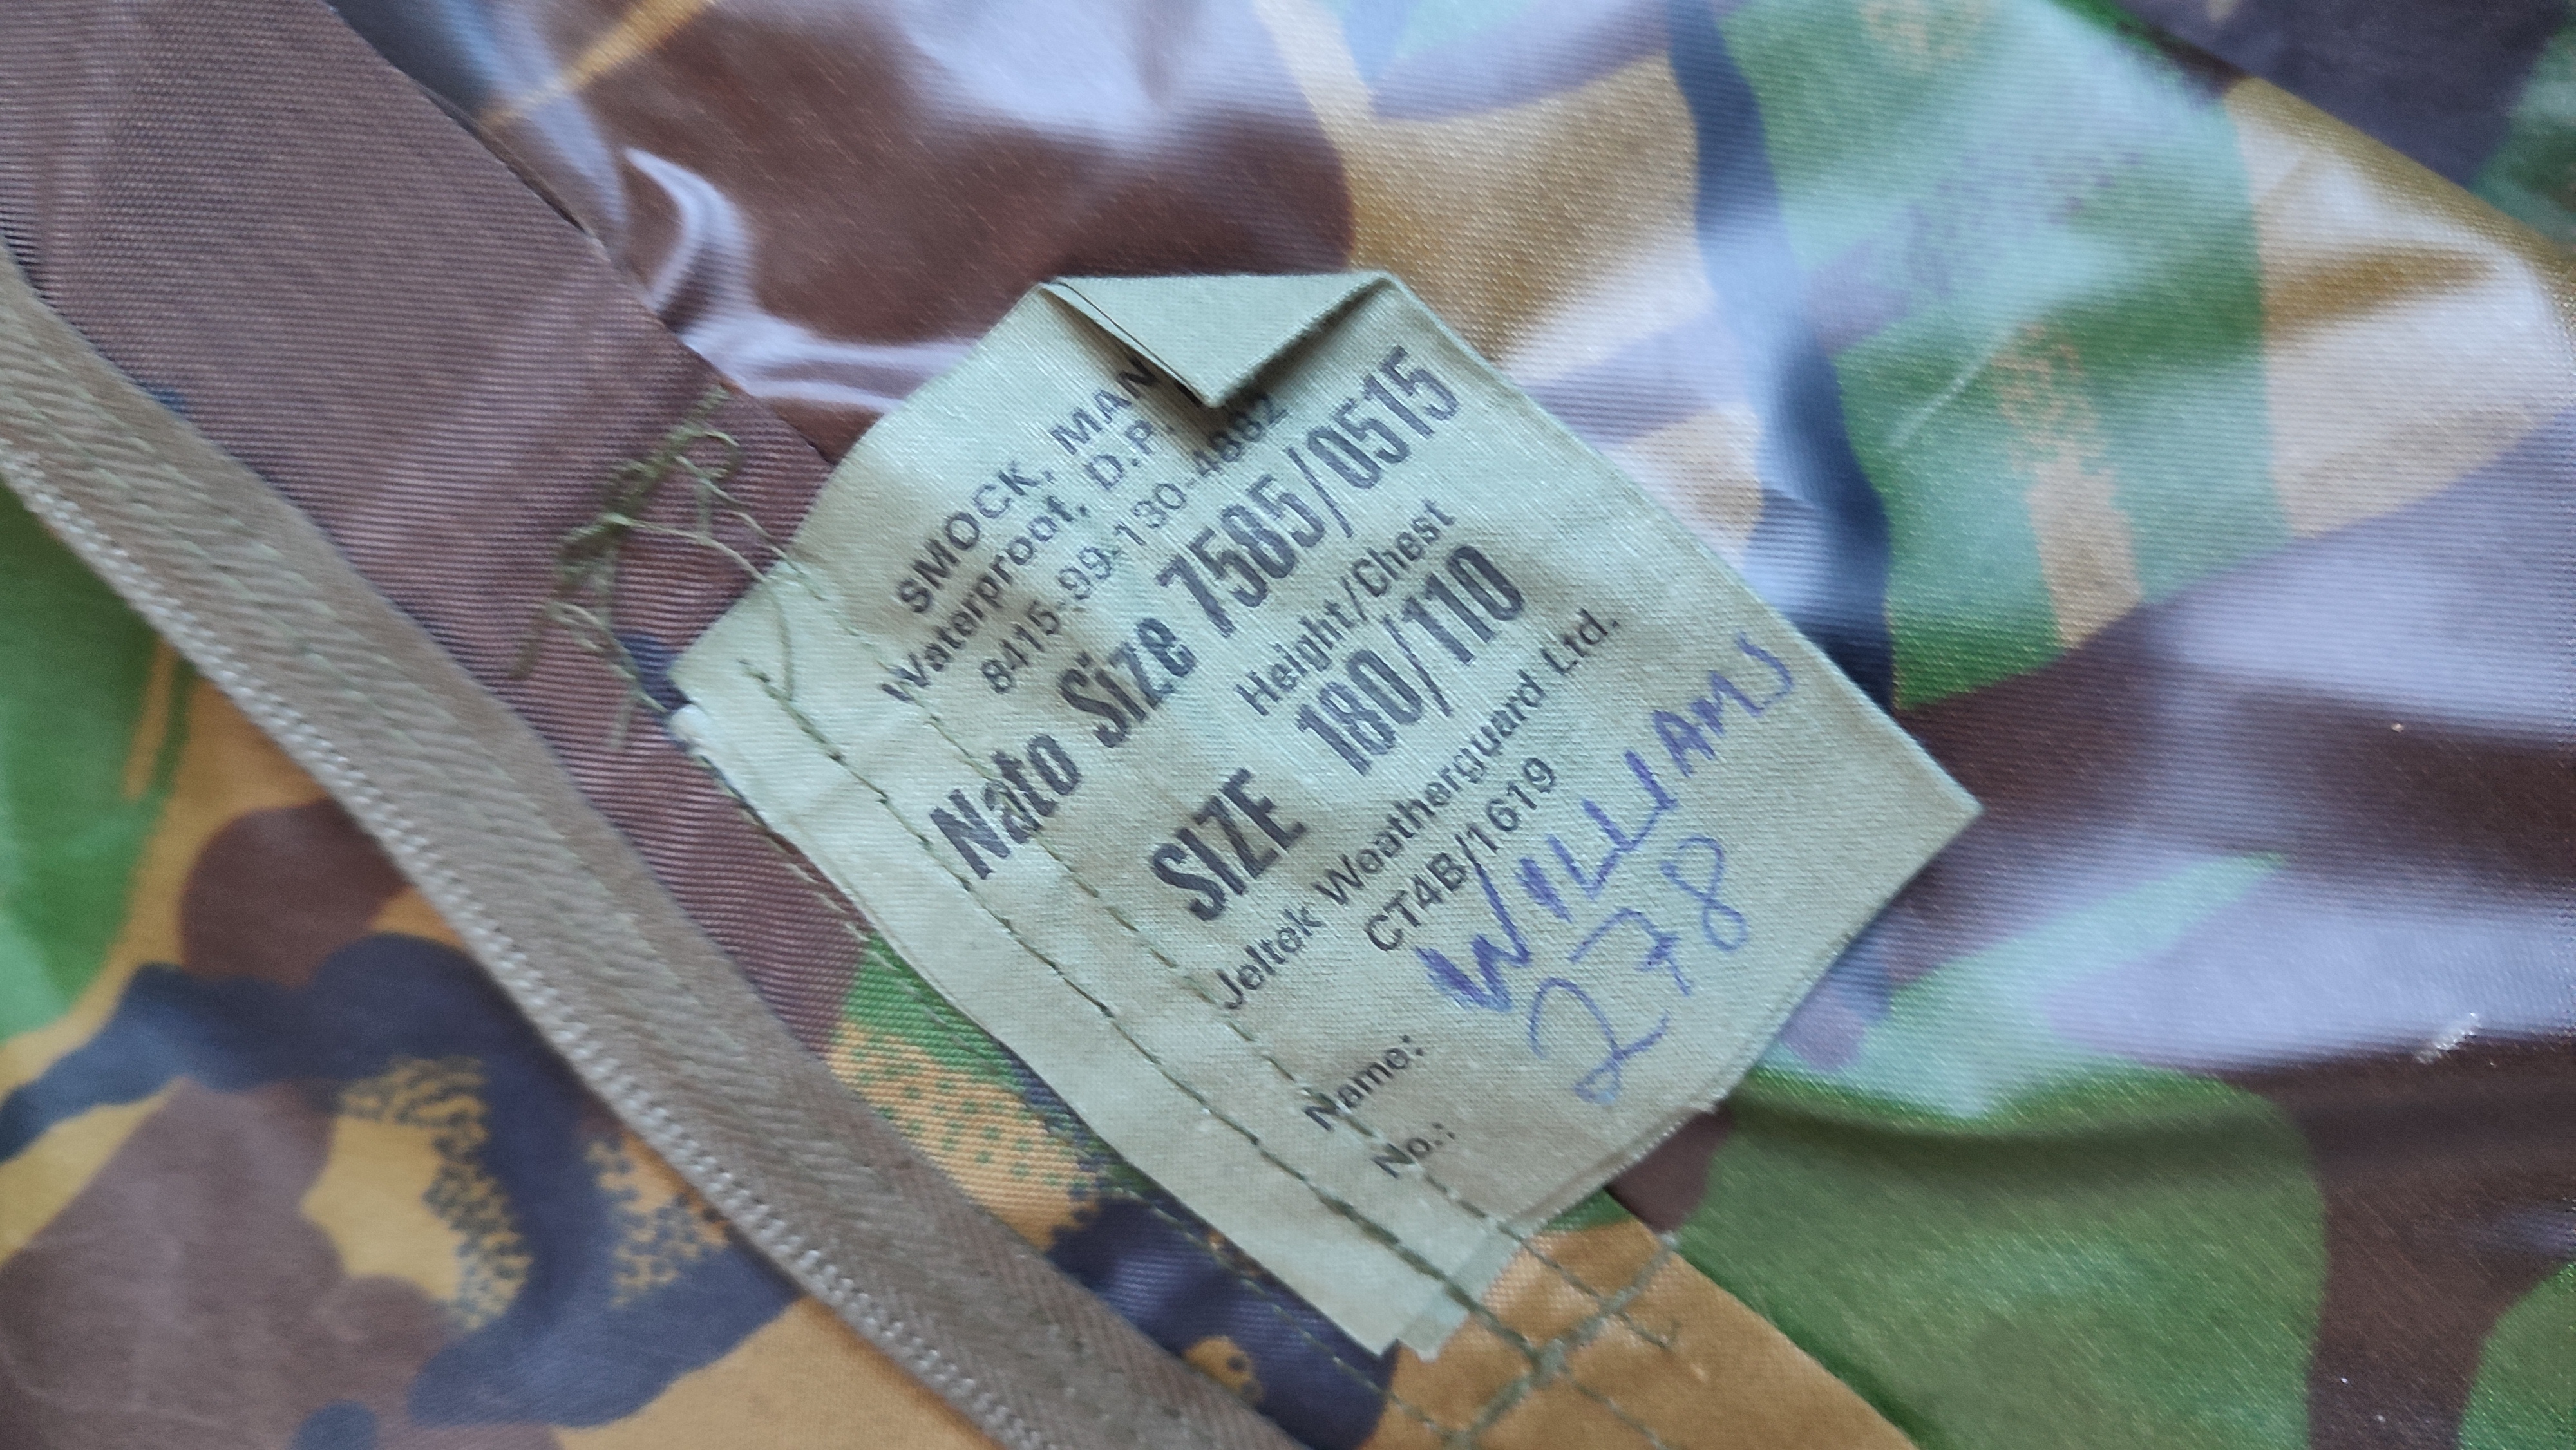 SMOCK, MAN
Waterproof, D.P.
8415-99-130-4882
Nato Size 7585/0515
Height/Chest
SIZE 180/110
Jeltek Weatherguard Ltd.
CT4B/1619
Name: WILLIAMS
No.: 278